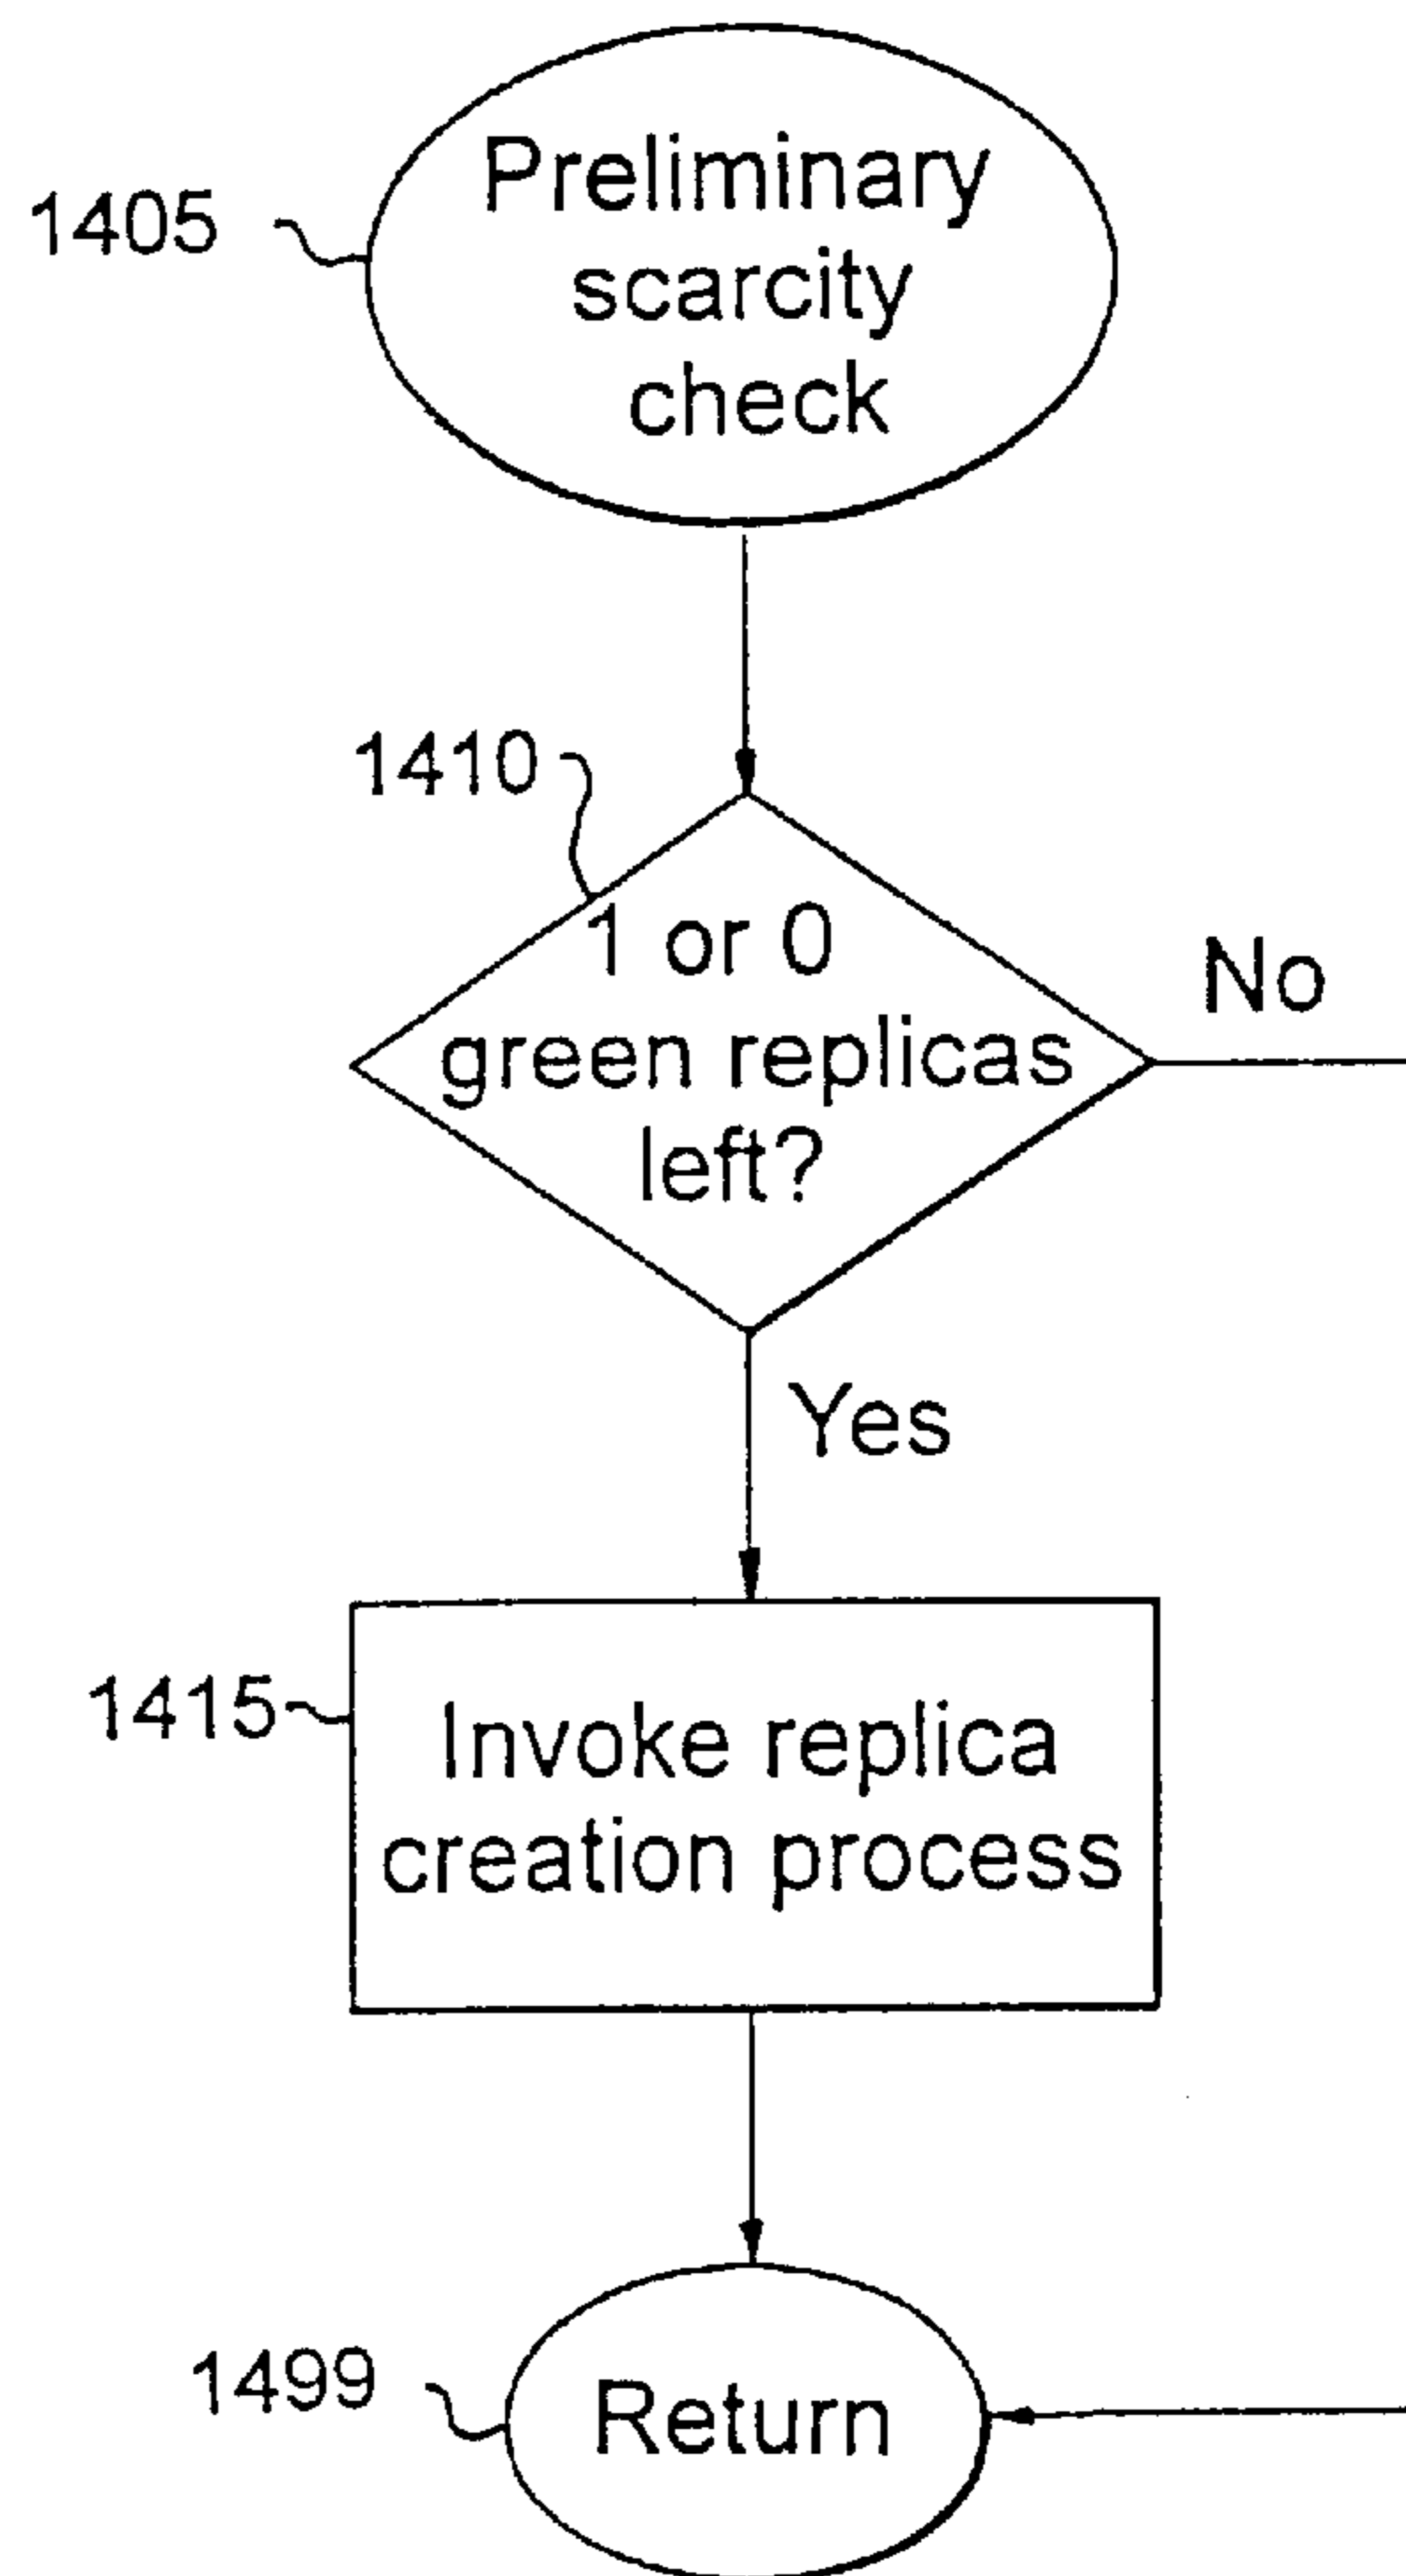 Preliminary
1405
scarcity
check
1410
1 or 0
No
green replicas
left?
Yes
1415
Invoke replica
creation process
1499
Return